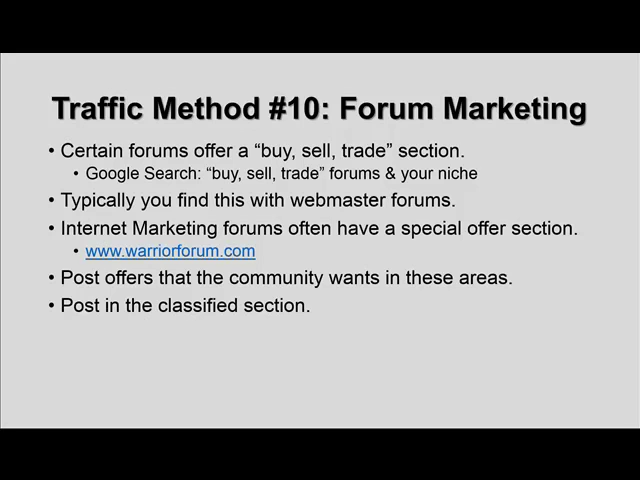 Traffic Method #10: Forum Marketing
• Certain forums offer a “buy, sell, trade” section.
• Google Search: “buy, sell, trade” forums & your niche
• Typically you find this with webmaster forums.
• Internet Marketing forums often have a special offer section.
• www.warriorforum.com
• Post offers that the community wants in these areas.
• Post in the classified section.